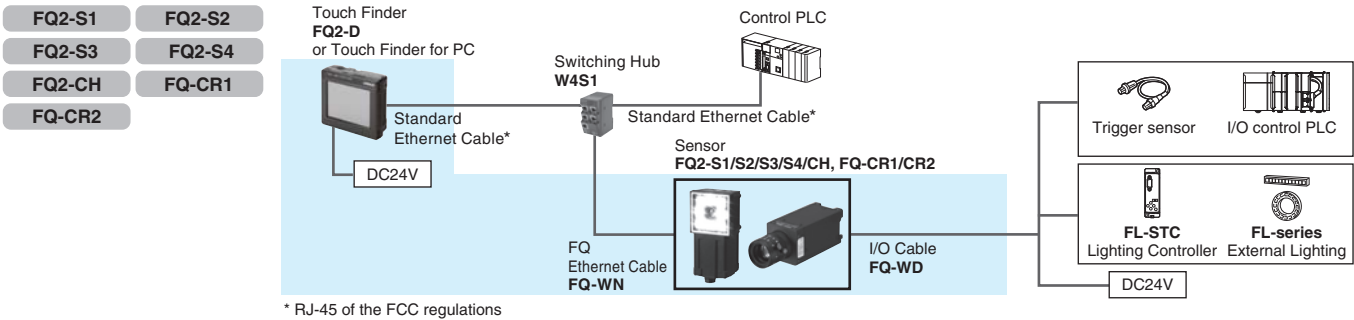 FQ2-S1
FQ2-S2
FQ2-S3
FQ2-S4
FQ2-CH
FQ-CR1
FQ-CR2
Touch Finder
FQ2-D
or Touch Finder for PC
Standard
Ethernet Cable*
DC24V
Switching Hub
W4S1
Control PLC
Standard Ethernet Cable*
Sensor
FQ2-S1/S2/S3/S4/CH, FQ-CR1/CR2
FQ
Ethernet Cable
FQ-WN
I/O Cable
FQ-WD
Trigger sensor
I/O control PLC
FL-STC
Lighting Controller
FL-series
External Lighting
DC24V
* RJ-45 of the FCC regulations